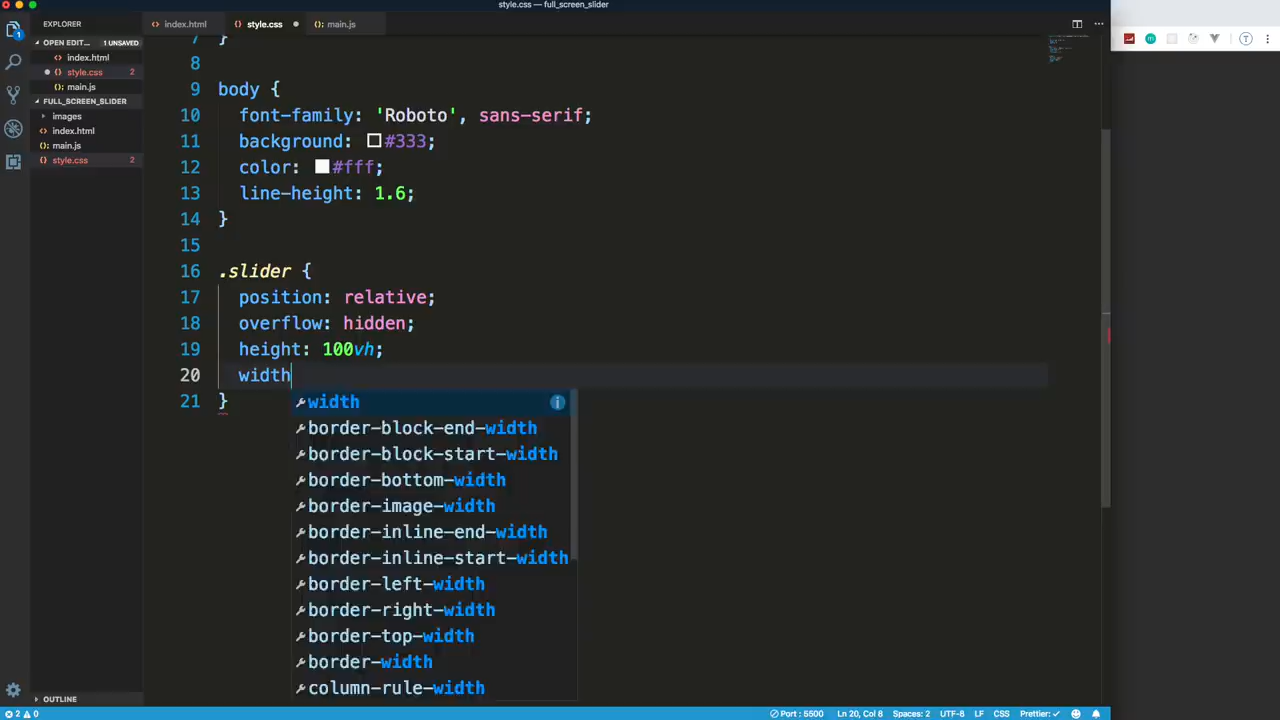 style.css — full_screen_slider
EXPLORER
index.html
style.css
main.js
OPEN EDIT... 1 UNSAVED
index.html
style.css 2
main.js
FULL_SCREEN_SLIDER
images
index.html
main.js
style.css 2
OUTLINE
7 }
8
9 body {
10 font-family: 'Roboto', sans-serif;
11 background: #333;
12 color: #fff;
13 line-height: 1.6;
14 }
15
16 .slider {
17 position: relative;
18 overflow: hidden;
19 height: 100vh;
20 width
21 }
width
border-block-end-width
border-block-start-width
border-bottom-width
border-image-width
border-inline-end-width
border-inline-start-width
border-left-width
border-right-width
border-top-width
border-width
column-rule-width
2 0 Port : 5500 Ln 20, Col 8 Spaces: 2 UTF-8 LF CSS Prettier: ✓